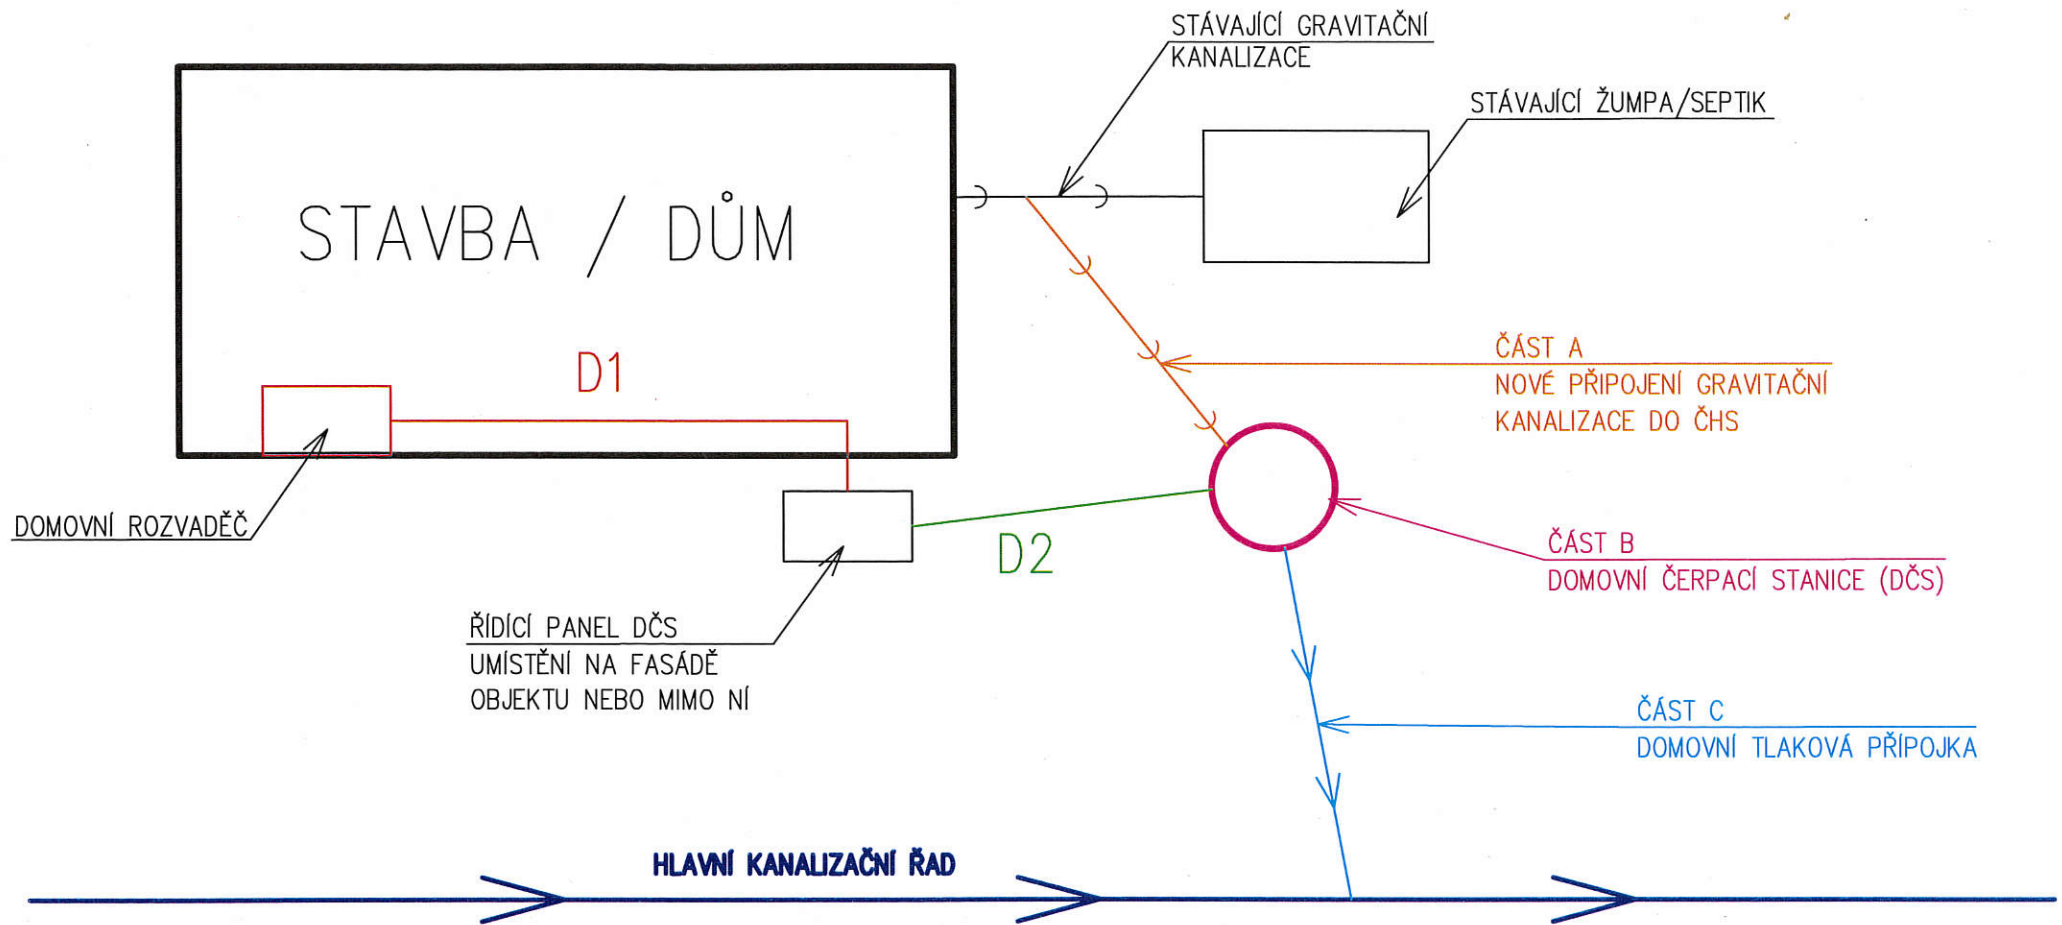 STÁVAJÍCÍ GRAVITAČNÍ
KANALIZACE
STÁVAJÍCÍ ŽUMPA/SEPTIK
STAVBA / DŮM
D1
ČÁST A
NOVÉ PŘIPOJENÍ GRAVITAČNÍ
KANALIZACE DO ČHS
DOMOVNÍ ROZVADĚČ
D2
ČÁST B
DOMOVNÍ ČERPACÍ STANICE (DČS)
ŘÍDÍCÍ PANEL DČS
UMÍSTĚNÍ NA FASÁDĚ
OBJEKTU NEBO MIMO NÍ
ČÁST C
DOMOVNÍ TLAKOVÁ PŘÍPOJKA
HLAVNÍ KANALIZAČNÍ ŘAD